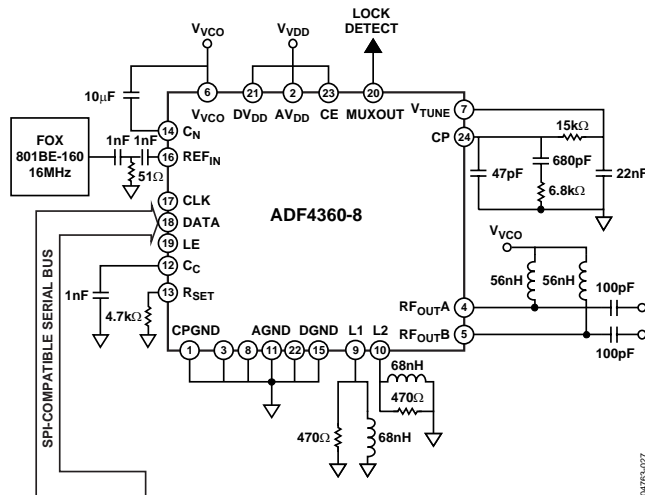 LOCK
DETECT
VVCO
VVDD
10µF
6
21
2
23
20
VVCO
DVDD
AVDD
CE
MUXOUT
VTUNE
7
CP
24
14
CN
FOX
801BE-160
16MHz
1nF
1nF
16
REFIN
51Ω
15kΩ
47pF
680pF
22nF
6.8kΩ
17
CLK
18
DATA
19
LE
ADF4360-8
SPI-COMPATIBLE SERIAL BUS
12
CC
1nF
13
RSET
4.7kΩ
VVCO
56nH
56nH
100pF
RFOUTA
4
RFOUTB
5
100pF
CPGND
AGND
DGND
L1
L2
1
3
8
11
22
15
9
10
68nH
470Ω
470Ω
68nH
04763-027